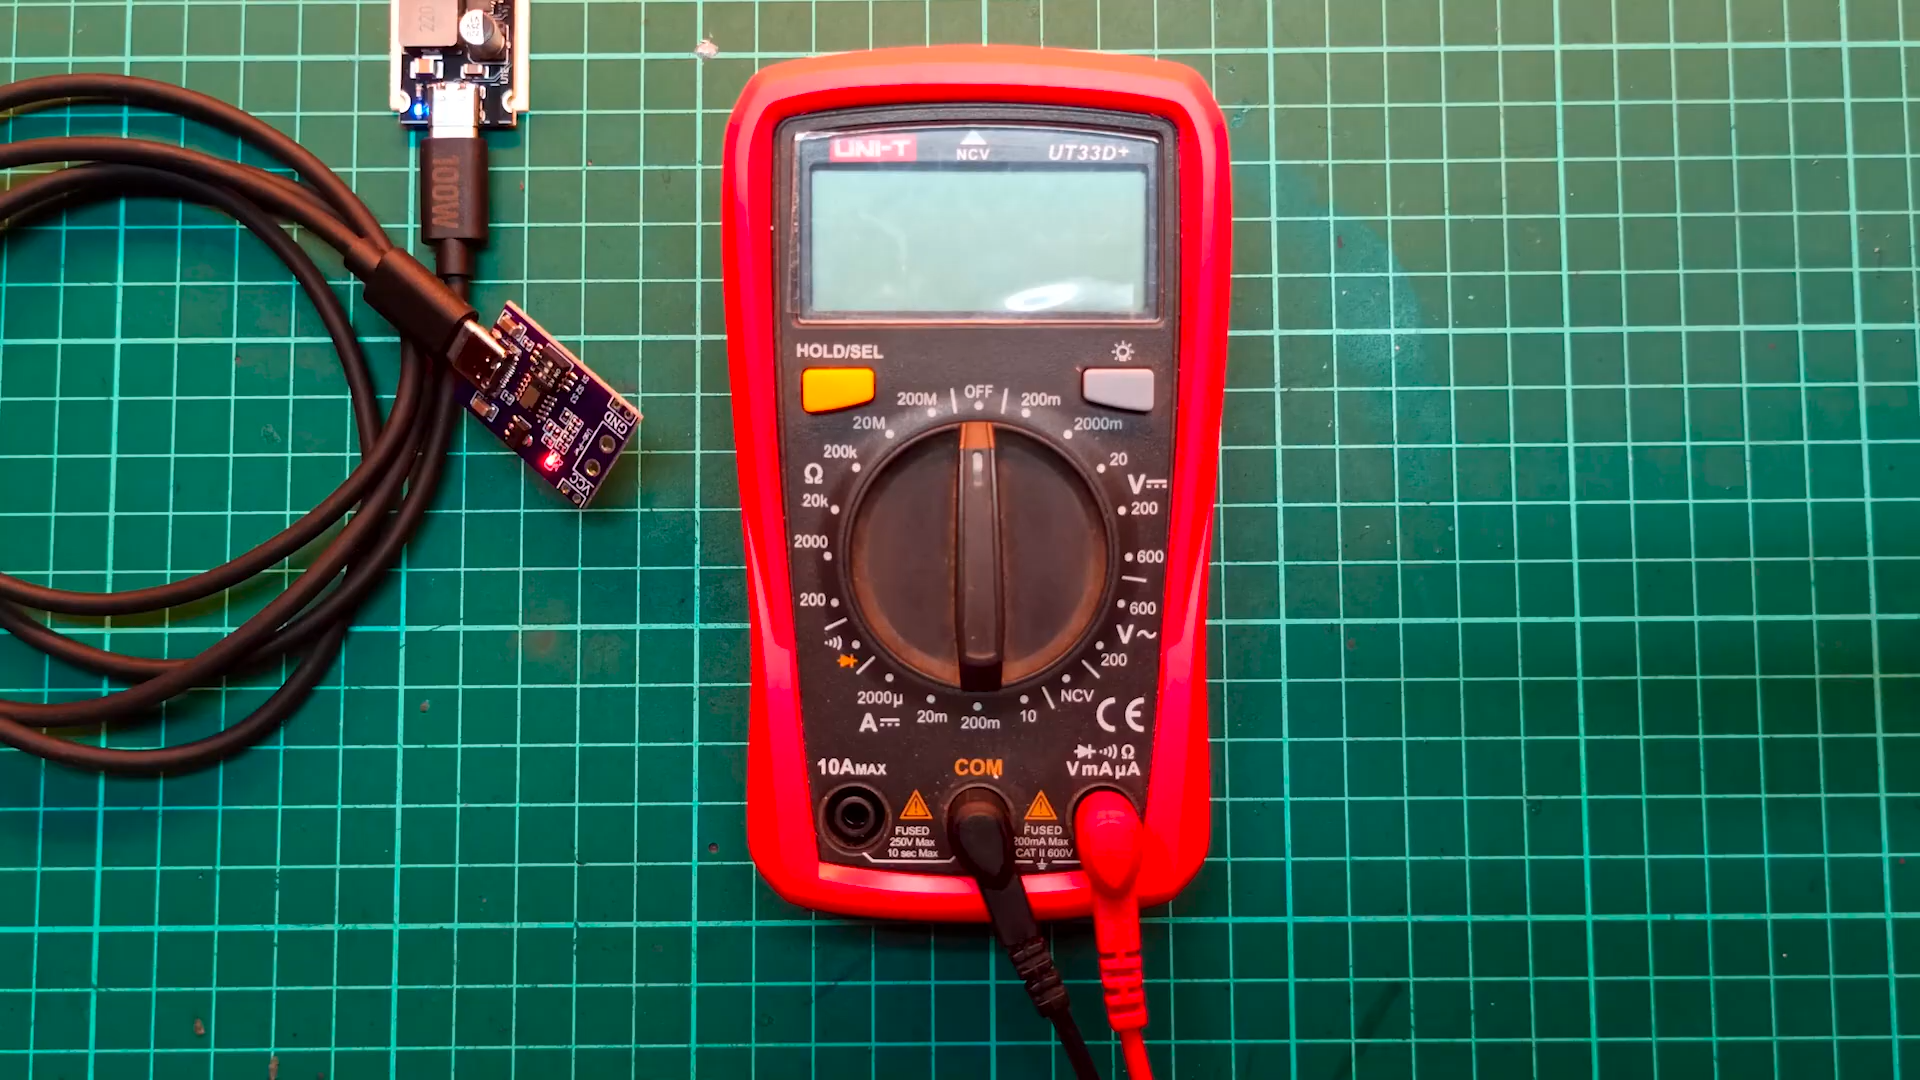 220
100W
GND
VCC
UNI-T
NCV
UT33D+
HOLD/SEL
OFF
200M
200m
20M
2000m
200k
20
Ω
V
20k
200
2000
600
200
600
V~
200
2000µ
NCV
A
20m
200m
10
CE
10AMAX
COM
Ω
VmAµA
FUSED
250V Max
10 sec Max
FUSED
200mA Max
CAT II 600V